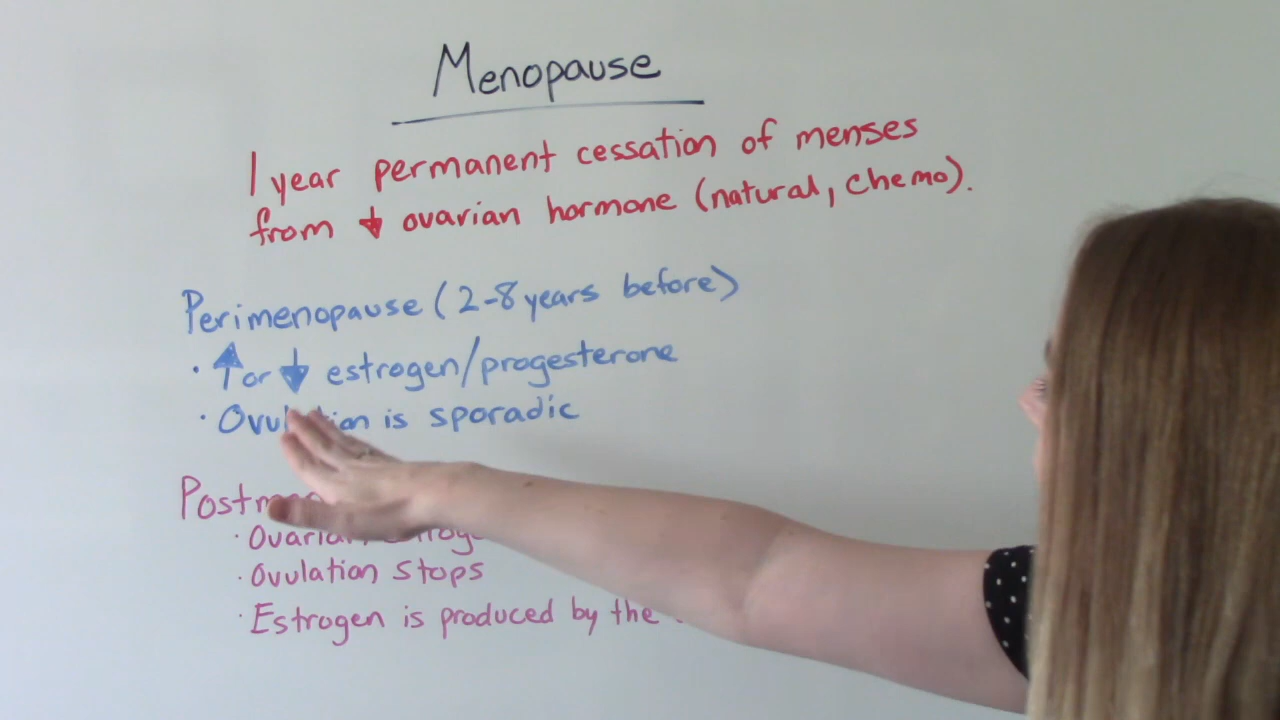 Menopause
1 year permanent cessation of menses
from ↓ ovarian hormone (natural, chemo).
Perimenopause (2-8 years before)
· ↑ or ↓ estrogen/progesterone
· is sporadic
· Ovulation stops
· Estrogen is produced by the